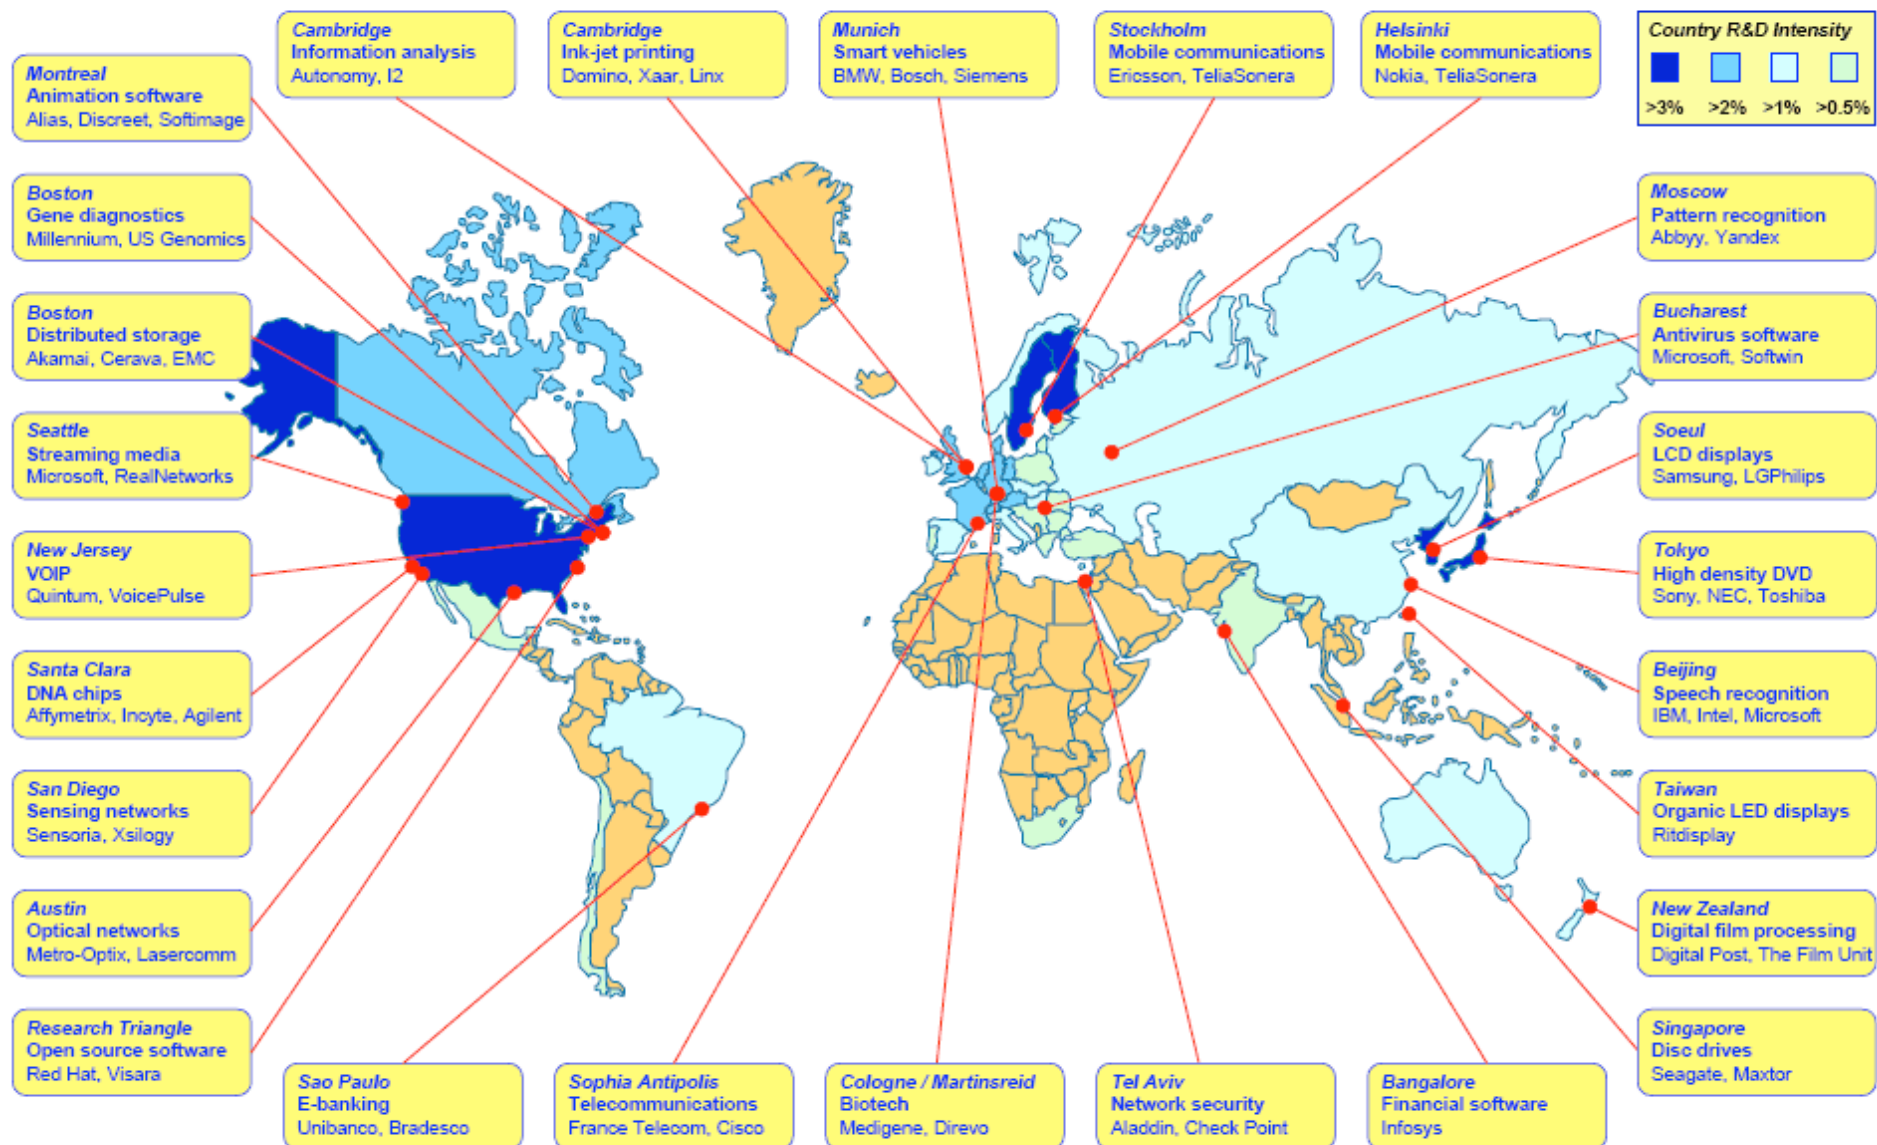 Cambridge
Information analysis
Autonomy, I2
Cambridge
Ink-jet printing
Domino, Xaar, Linx
Munich
Smart vehicles
BMW, Bosch, Siemens
Stockholm
Mobile communications
Ericsson, TeliaSonera
Helsinki
Mobile communications
Nokia, TeliaSonera
Country R&D Intensity
>3% >2% >1% >0.5%
Montreal
Animation software
Alias, Discreet, Softimage
Boston
Gene diagnostics
Millennium, US Genomics
Boston
Distributed storage
Akamai, Cerava, EMC
Seattle
Streaming media
Microsoft, RealNetworks
New Jersey
VOIP
Quintum, VoicePulse
Santa Clara
DNA chips
Affymetrix, Incyte, Agilent
San Diego
Sensing networks
Sensoria, Xsilogy
Austin
Optical networks
Metro-Optix, Lasercomm
Research Triangle
Open source software
Red Hat, Visara
Moscow
Pattern recognition
Abbyy, Yandex
Bucharest
Antivirus software
Microsoft, Softwin
Soeul
LCD displays
Samsung, LGPhilips
Tokyo
High density DVD
Sony, NEC, Toshiba
Beijing
Speech recognition
IBM, Intel, Microsoft
Taiwan
Organic LED displays
Ritdisplay
New Zealand
Digital film processing
Digital Post, The Film Unit
Singapore
Disc drives
Seagate, Maxtor
Sao Paulo
E-banking
Unibanco, Bradesco
Sophia Antipolis
Telecommunications
France Telecom, Cisco
Cologne / Martinsreid
Biotech
Medigene, Direvo
Tel Aviv
Network security
Aladdin, Check Point
Bangalore
Financial software
Infosys